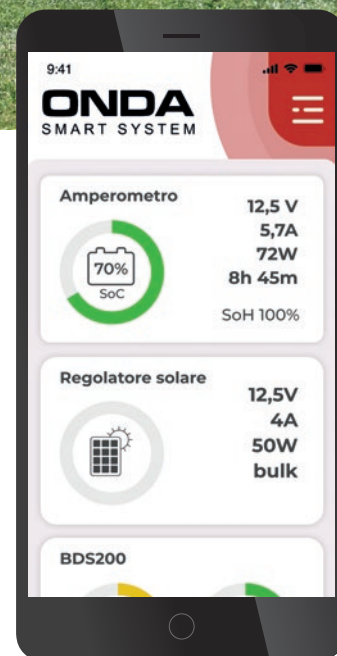 9:41
ONDA
SMART SYSTEM
Amperometro
12,5 V
5,7A
72W
8h 45m
SoH 100%
70%
SoC
Regolatore solare
12,5V
4A
50W
bulk
BDS200